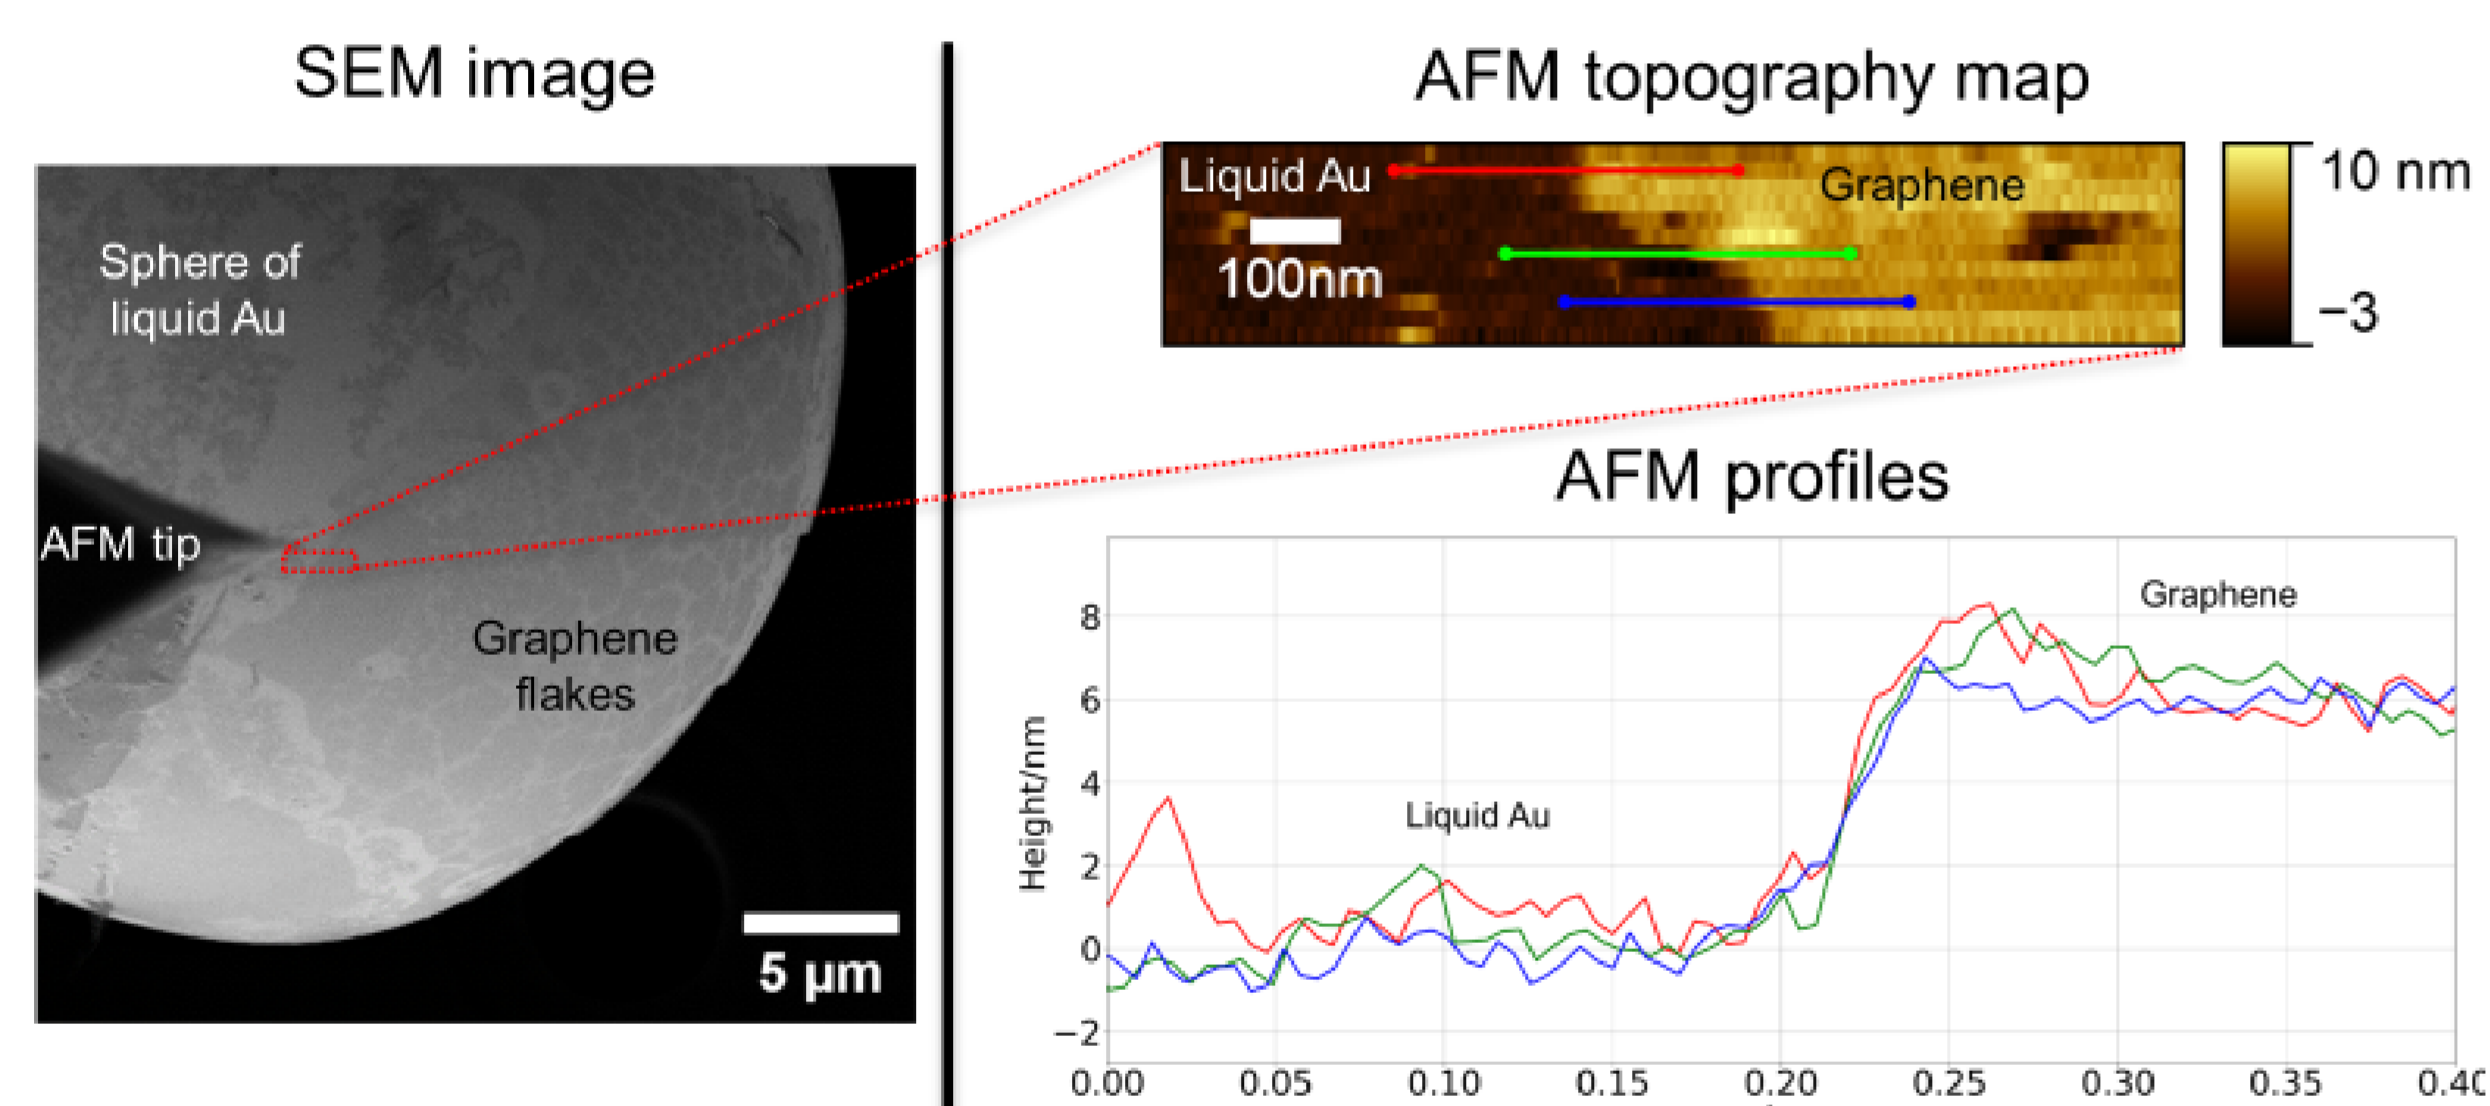 SEM image
Sphere of
liquid Au
AFM tip
Graphene
flakes
5 µm
AFM topography map
Liquid Au
Graphene
100nm
10 nm
−3
AFM profiles
Height/nm
8
6
4
2
0
−2
Liquid Au
Graphene
0.00 0.05 0.10 0.15 0.20 0.25 0.30 0.35